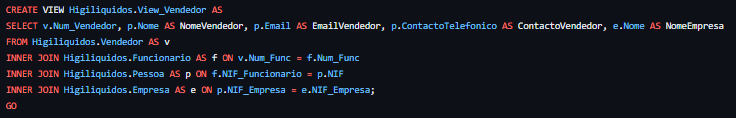 CREATE VIEW Higiliquidos.View_Vendedor AS
SELECT v.Num_Vendedor, p.Nome AS NomeVendedor, p.Email AS EmailVendedor, p.ContactoTelefonico AS ContactoVendedor, e.Nome AS NomeEmpresa
FROM Higiliquidos.Vendedor AS v
INNER JOIN Higiliquidos.Funcionario AS f ON v.Num_Func = f.Num_Func
INNER JOIN Higiliquidos.Pessoa AS p ON f.NIF_Funcionario = p.NIF
INNER JOIN Higiliquidos.Empresa AS e ON p.NIF_Empresa = e.NIF_Empresa;
GO